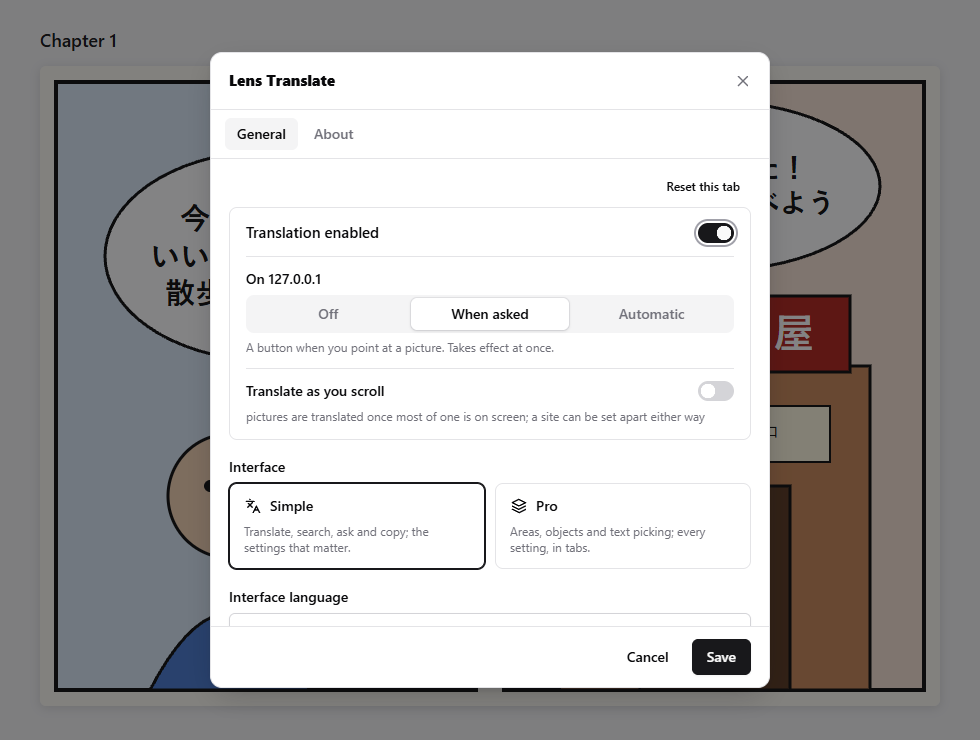 Chapter 1
Lens Translate
General
About
Reset this tab
Translation enabled
On 127.0.0.1
Off
When asked
Automatic
A button when you point at a picture. Takes effect at once.
Translate as you scroll
pictures are translated once most of one is on screen; a site can be set apart either way
Interface
Simple
Translate, search, ask and copy; the
settings that matter.
Pro
Areas, objects and text picking; every
setting, in tabs.
Interface language
Cancel
Save
今
いい
散歩
！
べよう
屋